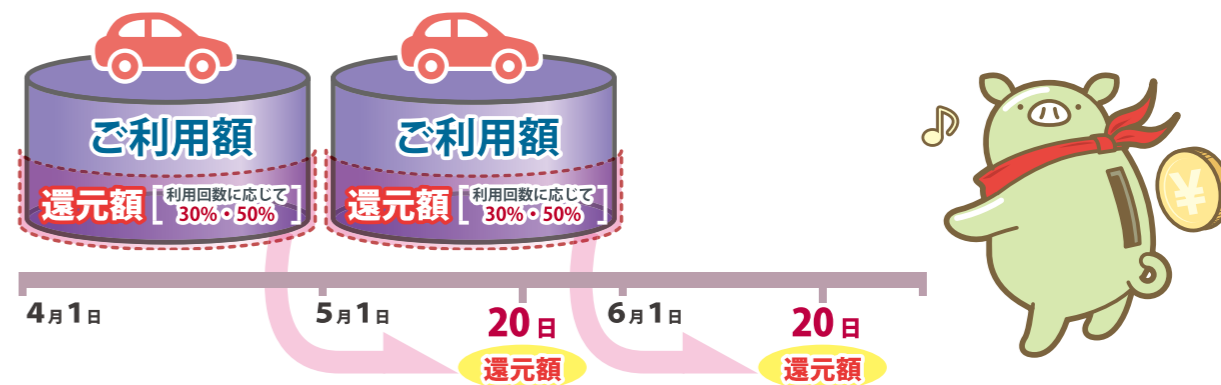 ご利用額
還元額[利用回数に応じて
30%・50%]
ご利用額
還元額[利用回数に応じて
30%・50%]
4月1日
5月1日
20日
6月1日
20日
還元額
還元額
¥